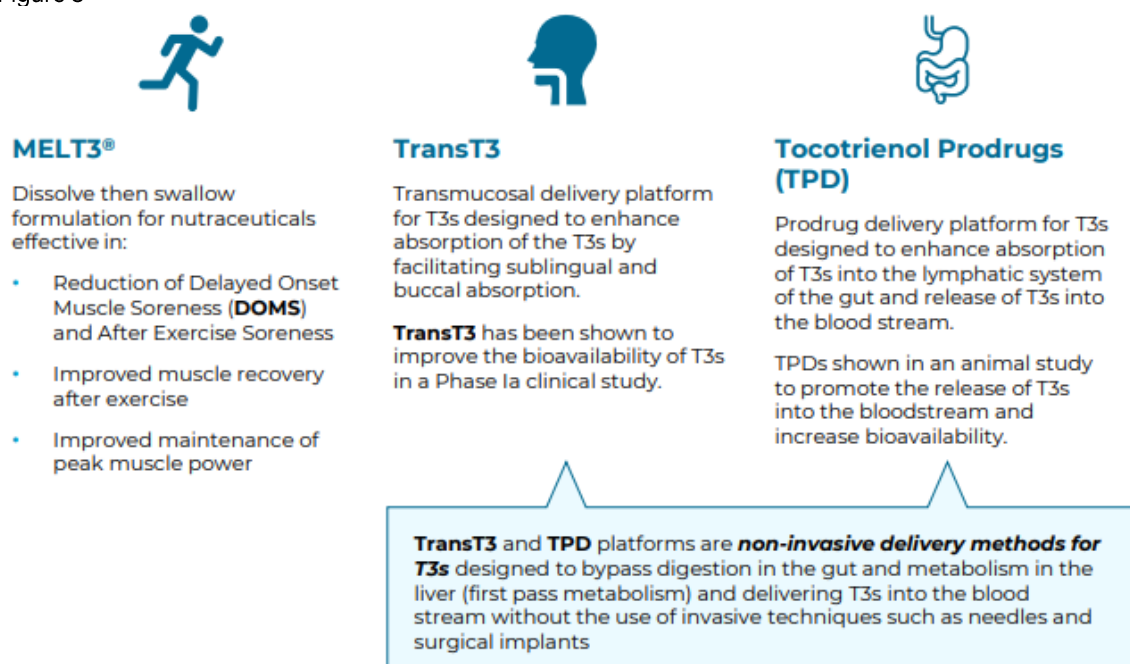 MELT3®
Dissolve then swallow
formulation for nutraceuticals
effective in:
• Reduction of Delayed Onset
Muscle Soreness (DOMS)
and After Exercise Soreness
• Improved muscle recovery
after exercise
• Improved maintenance of
peak muscle power
TransT3
Transmucosal delivery platform
for T3s designed to enhance
absorption of the T3s by
facilitating sublingual and
buccal absorption.
TransT3 has been shown to
improve the bioavailability of T3s
in a Phase Ia clinical study.
Tocotrienol Prodrugs
(TPD)
Prodrug delivery platform for T3s
designed to enhance absorption
of T3s into the lymphatic system
of the gut and release of T3s into
the blood stream.
TPDs shown in an animal study
to promote the release of T3s
into the bloodstream and
increase bioavailability.
TransT3 and TPD platforms are non-invasive delivery methods for
T3s designed to bypass digestion in the gut and metabolism in the
liver (first pass metabolism) and delivering T3s into the blood
stream without the use of invasive techniques such as needles and
surgical implants